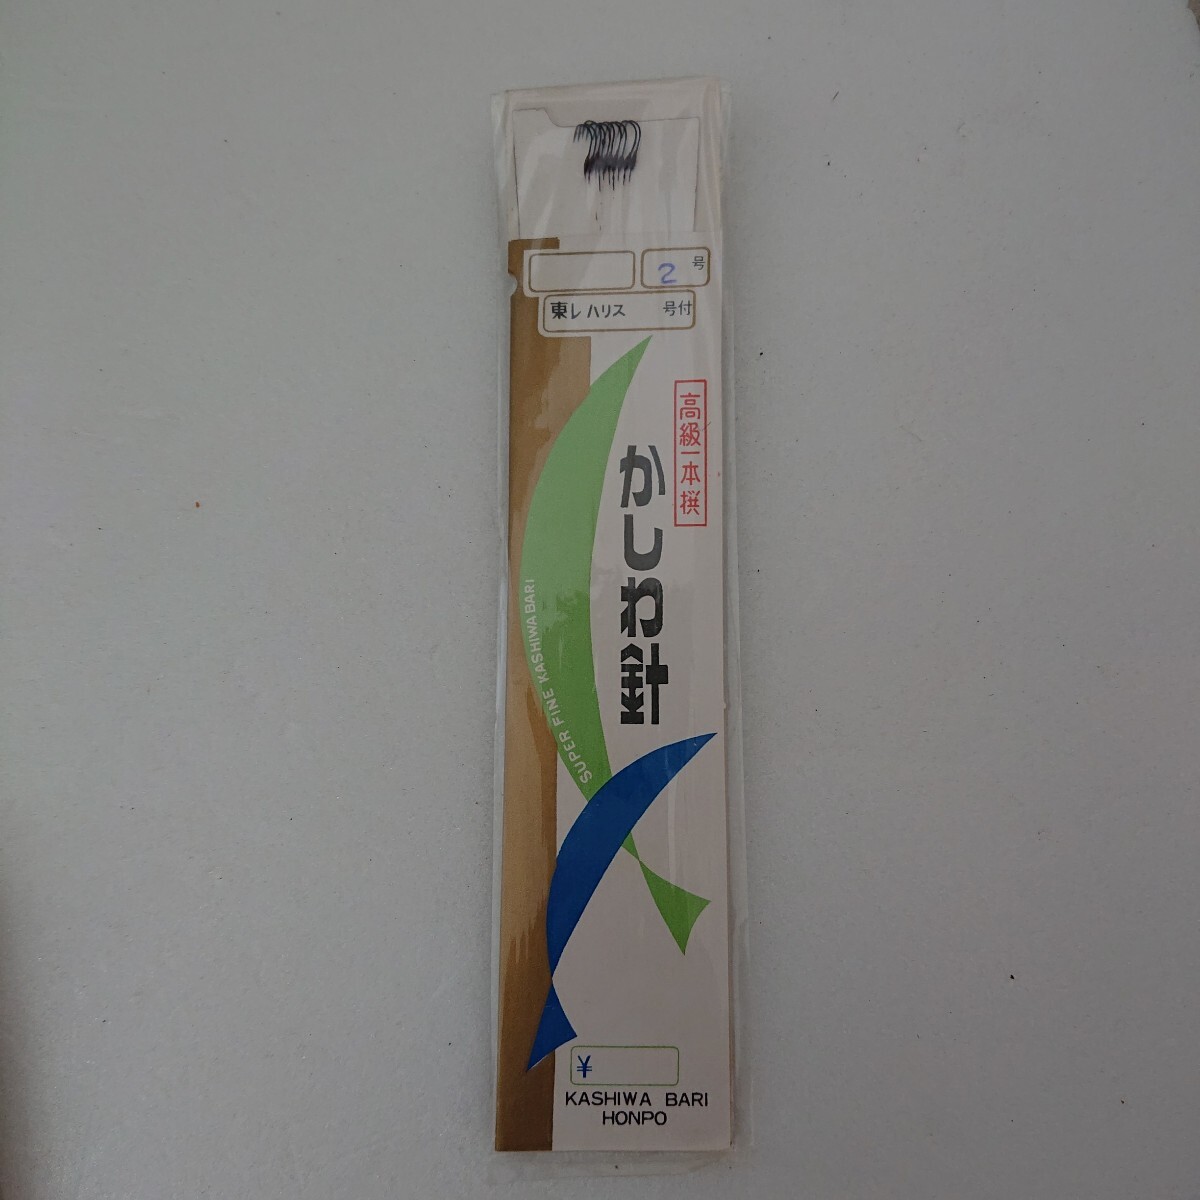 2 号
東レ ハリス 号付
高級一本撰
かしわ針
SUPER FINE KASHIWA BARI
¥
KASHIWA BARI
HONPO